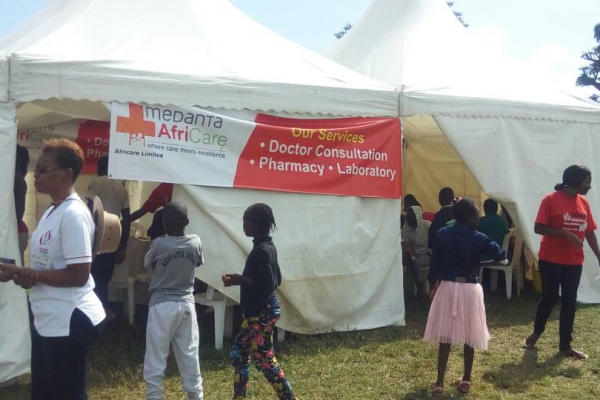 medanta
AfriCare
where care meets excellence
Africare Limited
Our Services
• Doctor Consultation
• Pharmacy • Laboratory